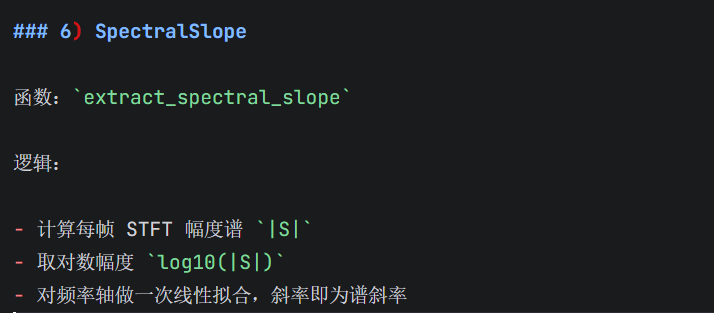 ### 6) SpectralSlope
函数：`extract_spectral_slope`
逻辑：
- 计算每帧 STFT 幅度谱 `|S|`
- 取对数幅度 `log10(|S|)`
- 对频率轴做一次线性拟合，斜率即为谱斜率